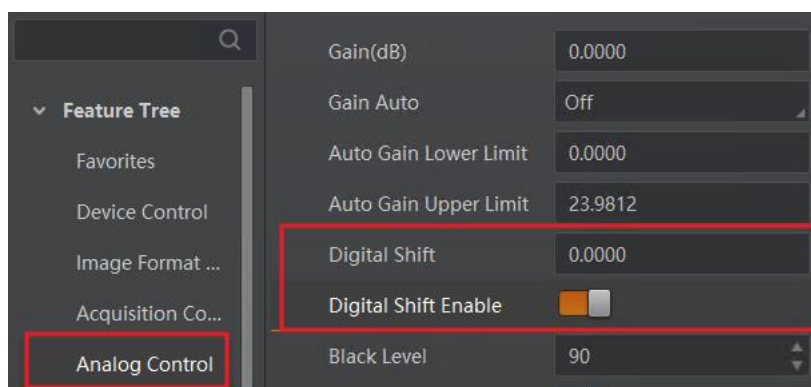 Feature Tree
Favorites
Device Control
Image Format ...
Acquisition Co...
Analog Control
Gain(dB) 0.0000
Gain Auto Off
Auto Gain Lower Limit 0.0000
Auto Gain Upper Limit 23.9812
Digital Shift 0.0000
Digital Shift Enable
Black Level 90